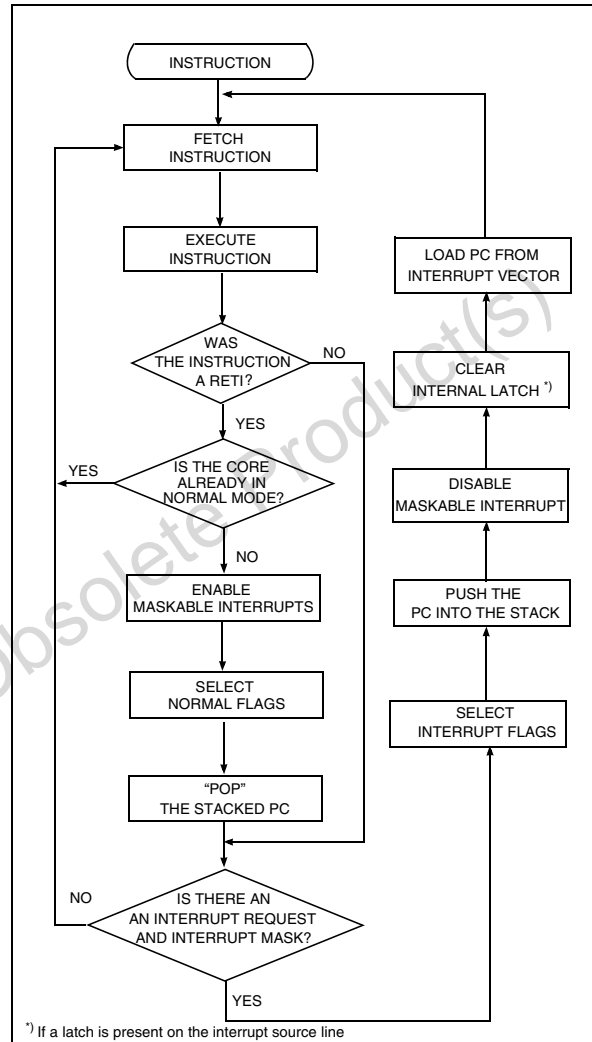 INSTRUCTION
FETCH
INSTRUCTION
EXECUTE
INSTRUCTION
WAS
THE INSTRUCTION
A RETI?
NO
YES
IS THE CORE
ALREADY IN
NORMAL MODE?
YES
NO
ENABLE
MASKABLE INTERRUPTS
SELECT
NORMAL FLAGS
“POP”
THE STACKED PC
IS THERE AN
AN INTERRUPT REQUEST
AND INTERRUPT MASK?
NO
YES
SELECT
INTERRUPT FLAGS
PUSH THE
PC INTO THE STACK
DISABLE
MASKABLE INTERRUPT
CLEAR
INTERNAL LATCH *)
LOAD PC FROM
INTERRUPT VECTOR
*) If a latch is present on the interrupt source line
Obsolete Product(s)